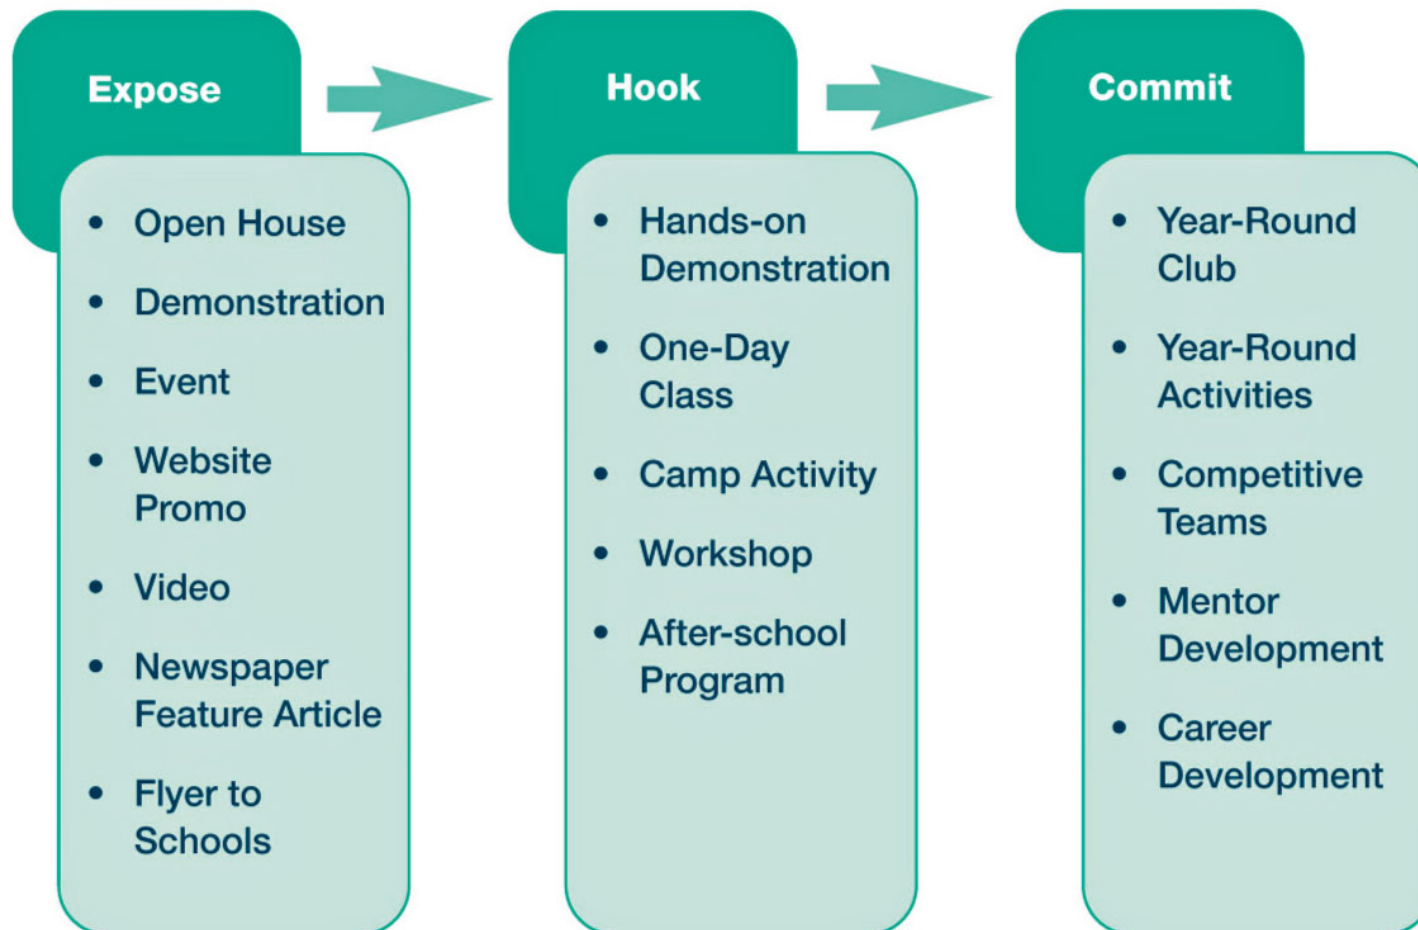 Expose
• Open House
• Demonstration
• Event
• Website
Promo
• Video
• Newspaper
Feature Article
• Flyer to
Schools
Hook
• Hands-on
Demonstration
• One-Day
Class
• Camp Activity
• Workshop
• After-school
Program
Commit
• Year-Round
Club
• Year-Round
Activities
• Competitive
Teams
• Mentor
Development
• Career
Development